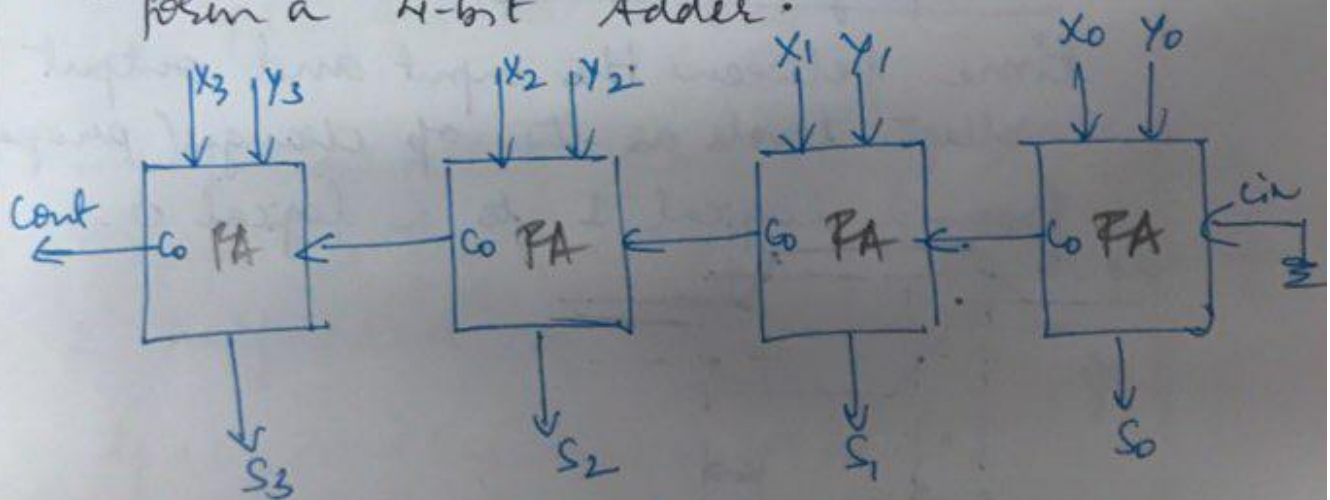 form a 4-bit Adder.
X3 Y3 X2 Y2 X1 Y1 X0 Y0
Cout Co FA Co FA Co FA Co FA Cin
S3 S2 S1 S0